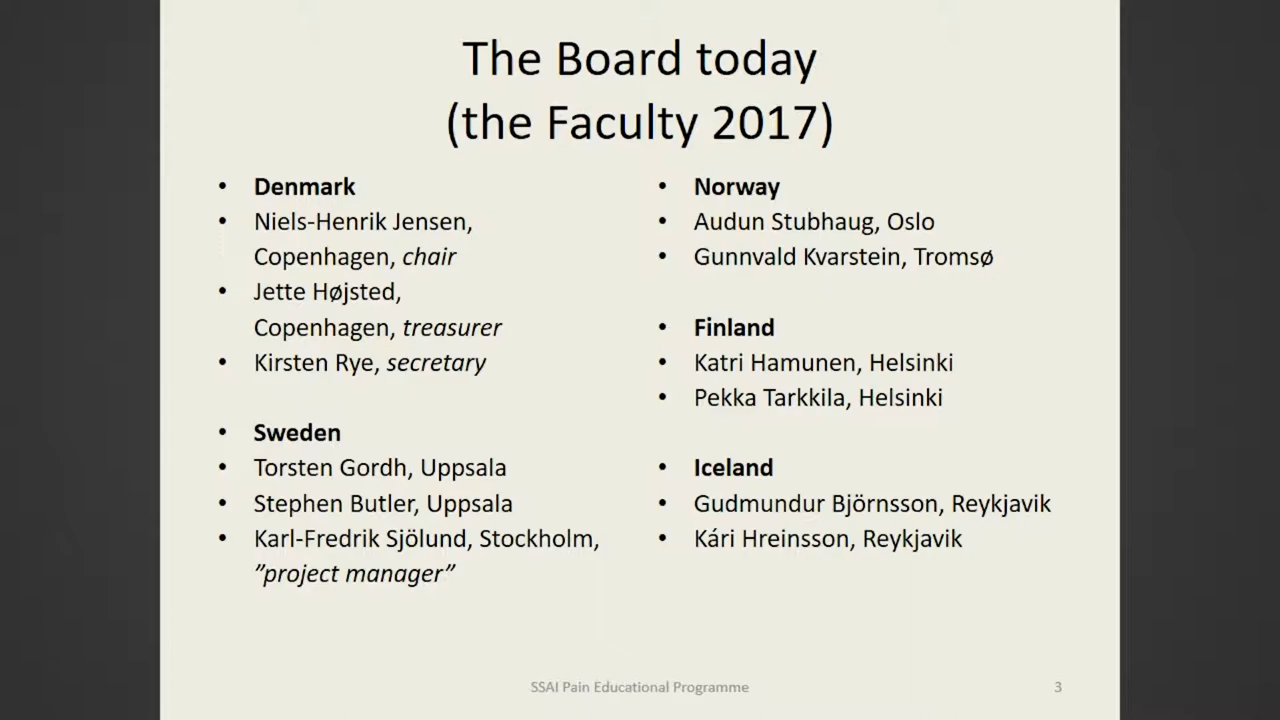 The Board today
(the Faculty 2017)
• Denmark
• Niels-Henrik Jensen,
Copenhagen, chair
• Jette Højsted,
Copenhagen, treasurer
• Kirsten Rye, secretary
• Sweden
• Torsten Gordh, Uppsala
• Stephen Butler, Uppsala
• Karl-Fredrik Sjölund, Stockholm,
”project manager”
• Norway
• Audun Stubhaug, Oslo
• Gunnvald Kvarstein, Tromsø
• Finland
• Katri Hamunen, Helsinki
• Pekka Tarkkila, Helsinki
• Iceland
• Gudmundur Björnsson, Reykjavik
• Kári Hreinsson, Reykjavik
SSAI Pain Educational Programme
3